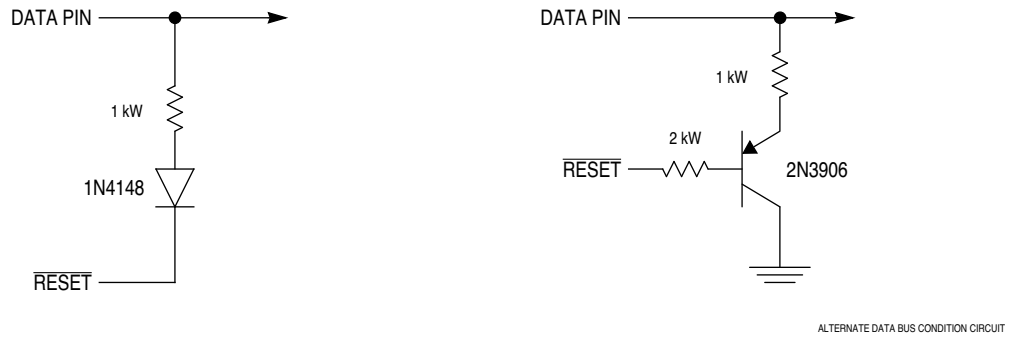 DATA PIN
1 kW
1N4148
RESET
DATA PIN
1 kW
2 kW
RESET
2N3906
ALTERNATE DATA BUS CONDITION CIRCUIT